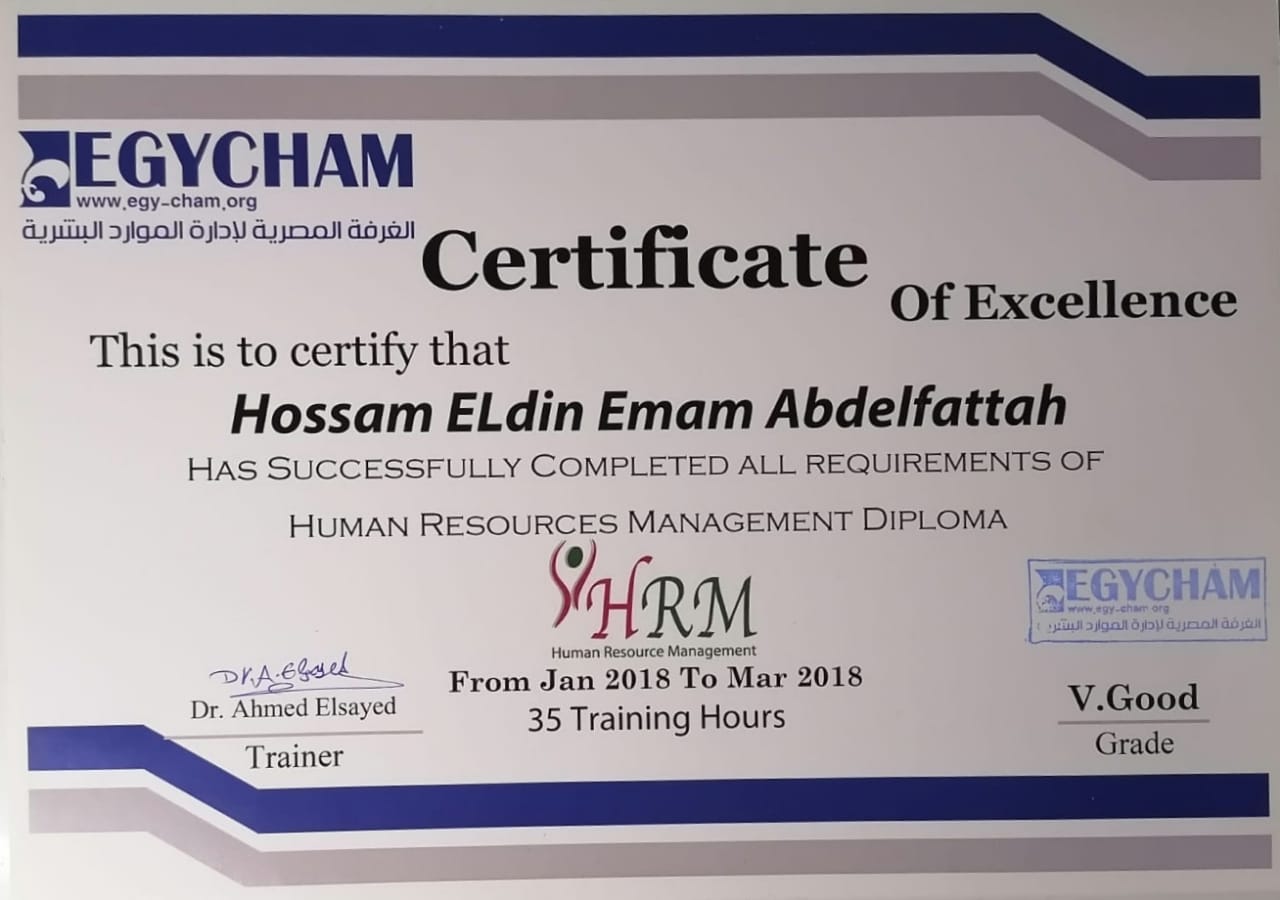 EGYCHAM
www.egy-cham.org
الغرفة المصرية لإدارة الموارد البشرية
Certificate
Of Excellence
This is to certify that
Hossam ELdin Emam Abdelfattah
HAS SUCCESSFULLY COMPLETED ALL REQUIREMENTS OF
HUMAN RESOURCES MANAGEMENT DIPLOMA
HRM
Human Resource Management
EGYCHAM
www.egy-cham.org
الغرفة المصرية لإدارة الموارد البشرية
From Jan 2018 To Mar 2018
35 Training Hours
Dr.A.Elsayed
Dr. Ahmed Elsayed
Trainer
V.Good
Grade